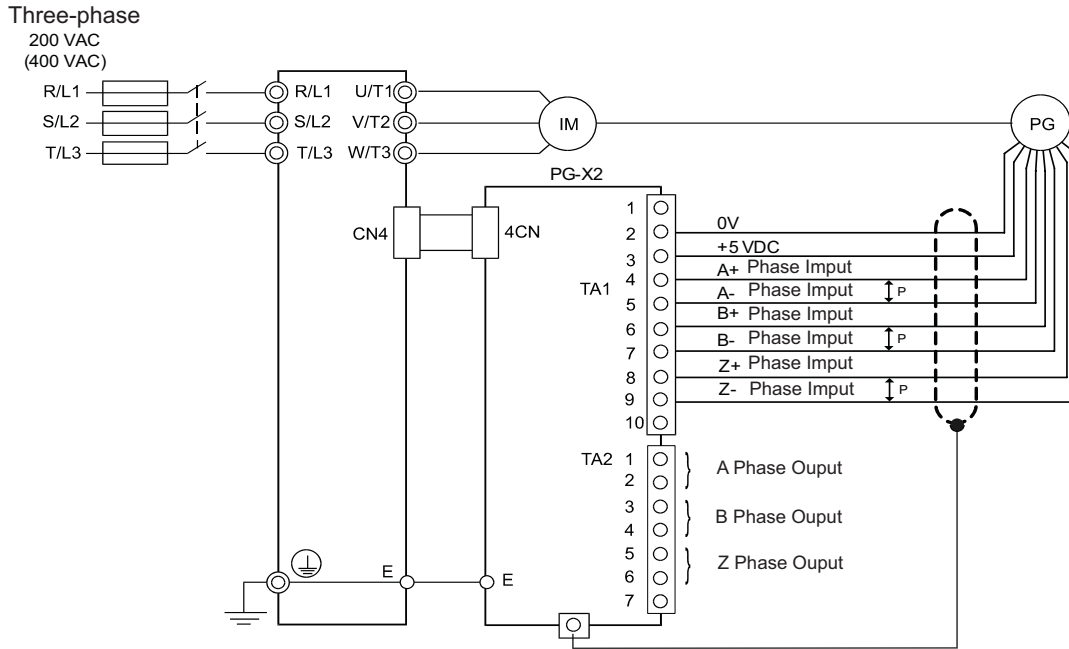 Three-phase
200 VAC
(400 VAC)
R/L1
R/L1
U/T1
S/L2
S/L2
V/T2
IM
PG
T/L3
T/L3
W/T3
PG-X2
CN4
4CN
TA1
1
2
3
4
5
6
7
8
9
10
0V
+5 VDC
A+ Phase Imput
A- Phase Imput
P
B+ Phase Imput
B- Phase Imput
P
Z+ Phase Imput
Z- Phase Imput
P
TA2
1
2
3
4
5
6
7
A Phase Ouput
B Phase Ouput
Z Phase Ouput
E
E